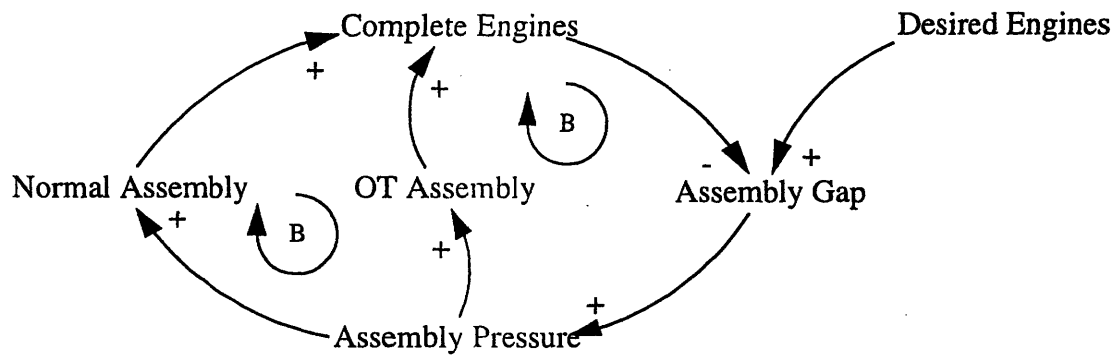 Complete Engines
Desired Engines
+
+
B
-
+
Normal Assembly
OT Assembly
Assembly Gap
+
B
+
+
Assembly Pressure